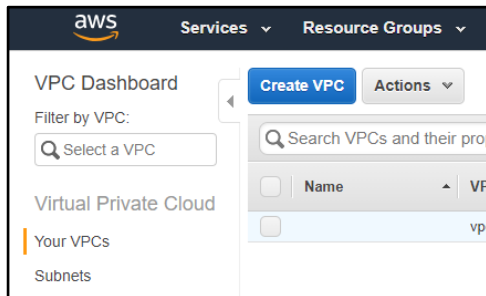 aws Services Resource Groups
VPC Dashboard
Create VPC Actions
Filter by VPC:
Select a VPC
Search VPCs and their
Name
Virtual Private Cloud
Your VPCs
Subnets